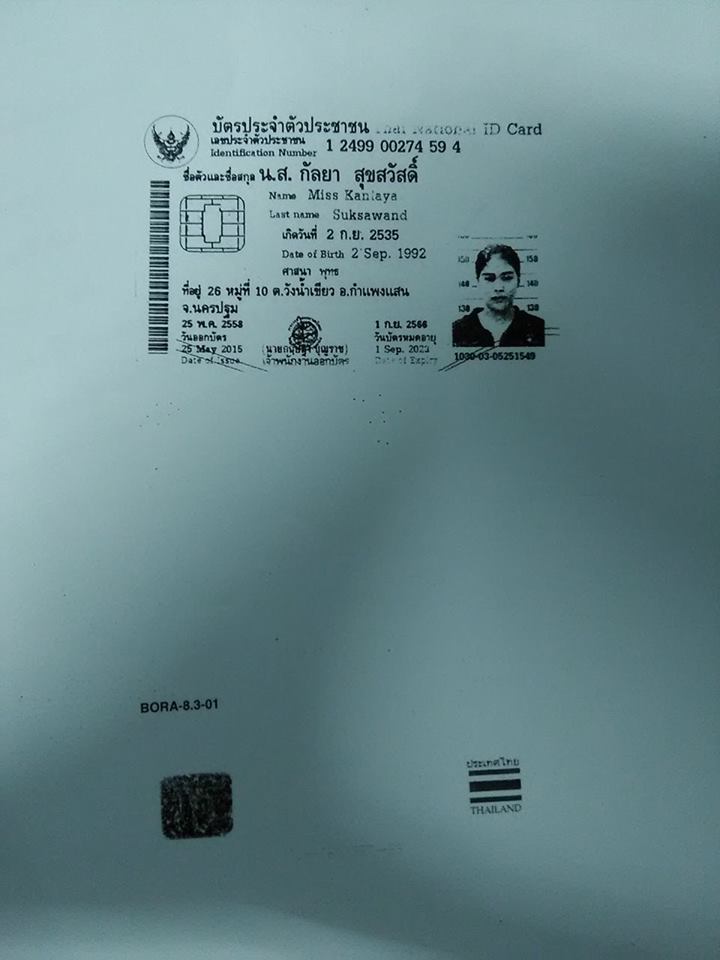 บัตรประจำตัวประชาชน Thai National ID Card
เลขประจำตัวประชาชน
Identification Number 1 2499 00274 59 4
ชื่อตัวและชื่อสกุล น.ส. กัลยา สุขสวัสดิ์
Name Miss Kanlaya
Last name Suksawand
เกิดวันที่ 2 ก.ย. 2535
Date of Birth 2 Sep. 1992
ศาสนา พุทธ
ที่อยู่ 26 หมู่ที่ 10 ต.วังน้ำเขียว อ.กำแพงแสน
จ.นครปฐม
25 พ.ค. 2558
วันออกบัตร
25 May 2015
Date of Issue
เจ้าพนักงานออกบัตร
1 ก.ย. 2566
วันบัตรหมดอายุ
1 Sep. 2023
Date of Expiry
150 150
140 140
130 130
1030-03-05251549
BORA-8.3-01
ประเทศไทย
THAILAND